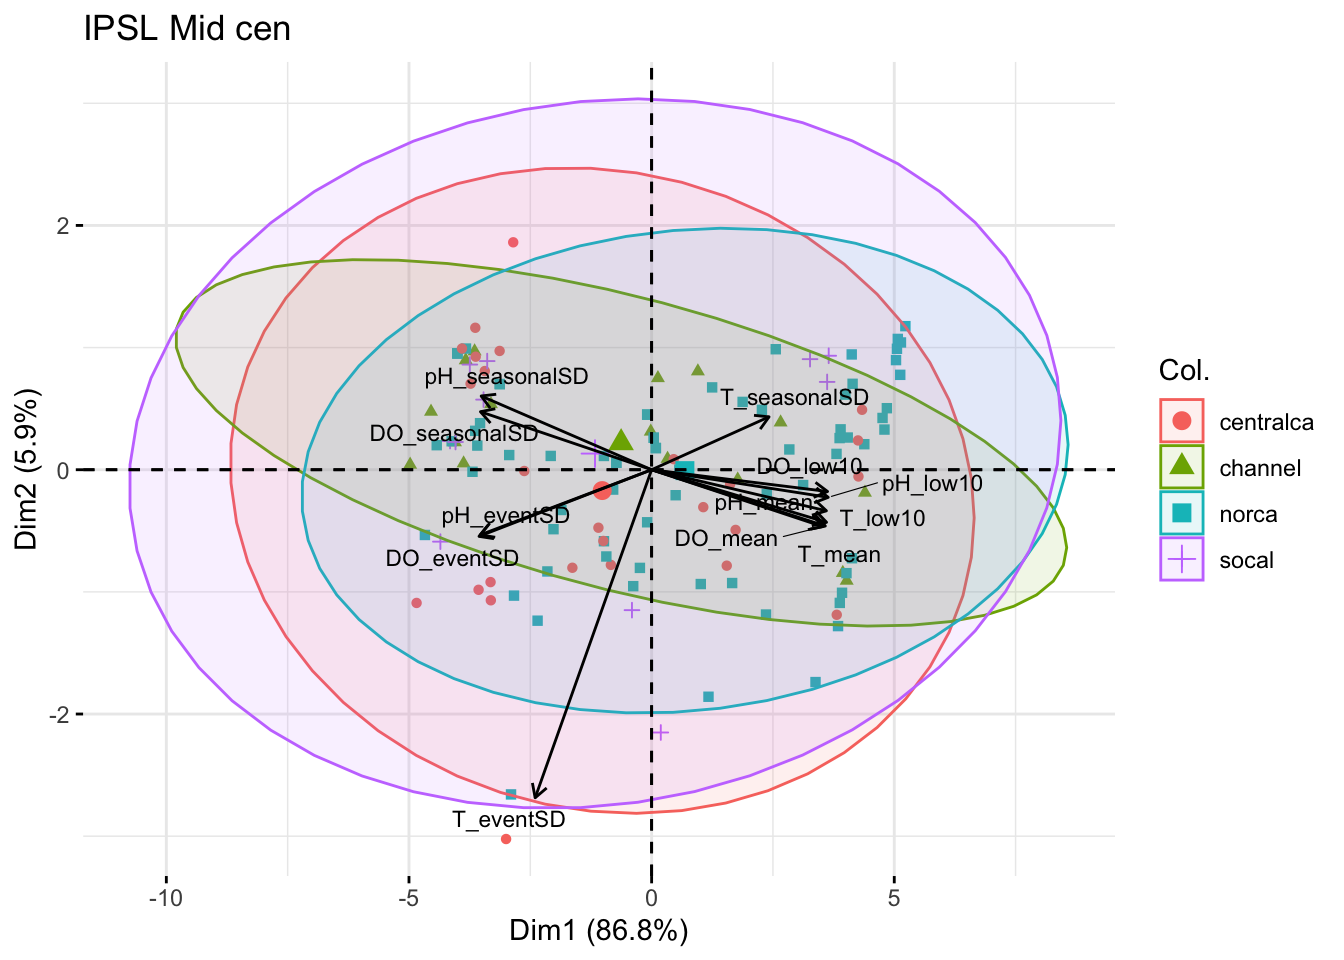 IPSL Mid cen
Dim2 (5.9%)
2
0
-2
pH_seasonalSD
T_seasonalSD
DO_seasonalSD
DO_low10
pH_low10
pH_mean
pH_eventSD
T_low10
DO_mean
DO_eventSD
T_mean
T_eventSD
-10
-5
0
5
Dim1 (86.8%)
Col.
centralca
channel
norca
socal